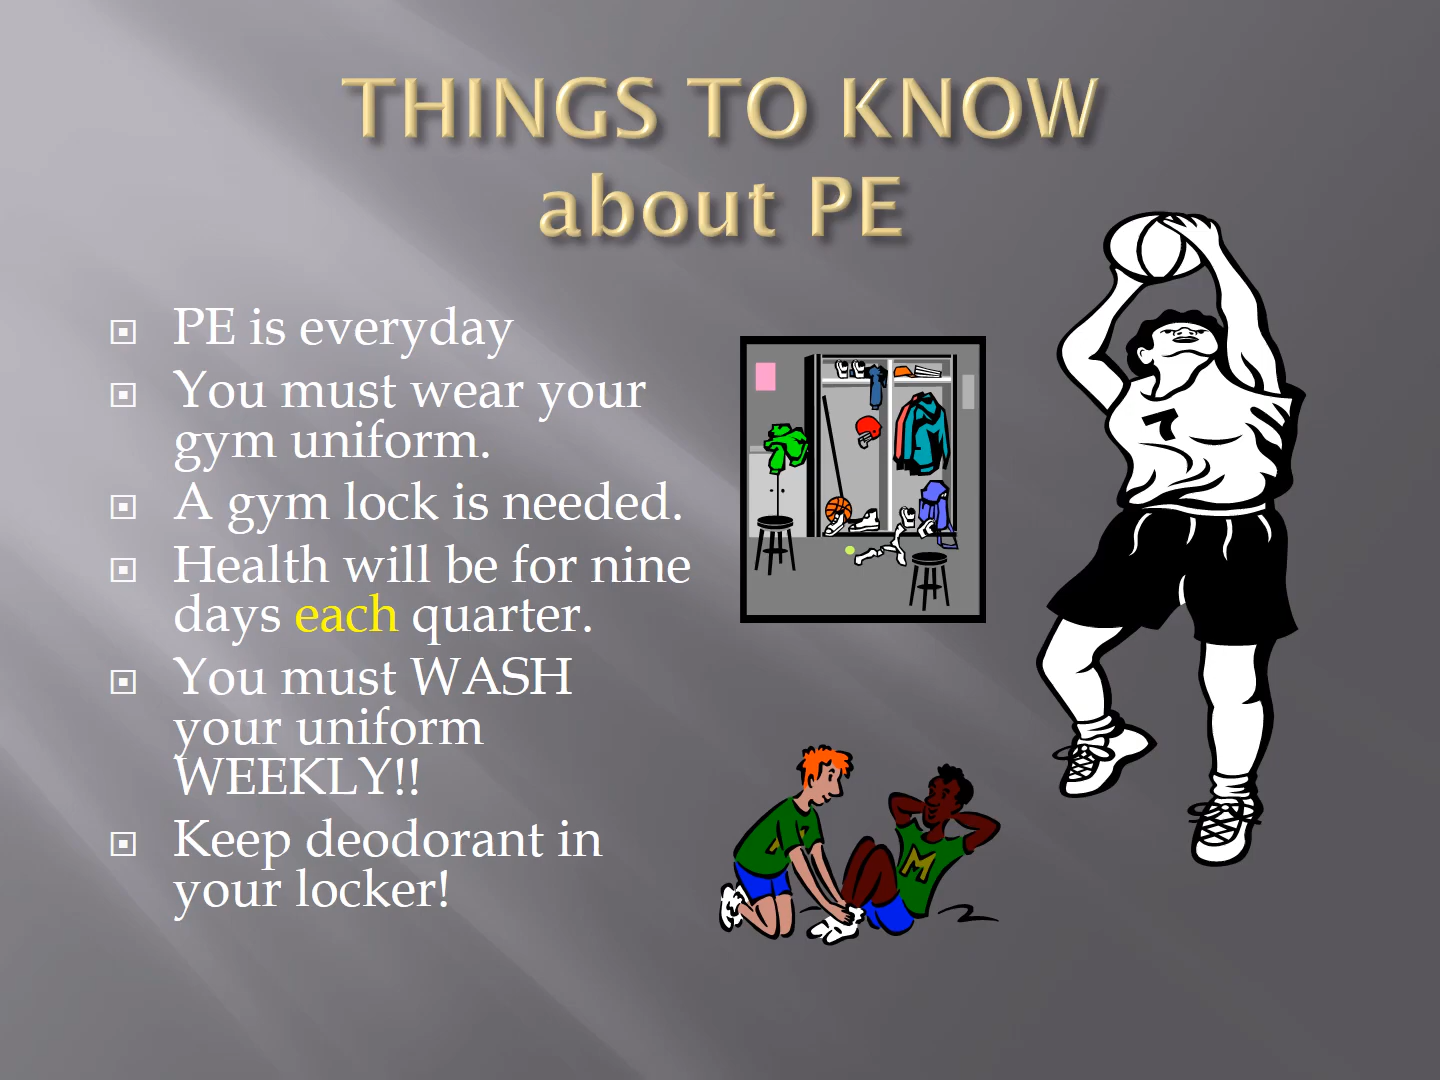 THINGS TO KNOW
about PE
PE is everyday
You must wear your
gym uniform.
A gym lock is needed.
Health will be for nine
days each quarter.
You must WASH
your uniform
WEEKLY!!
Keep deodorant in
your locker!
M